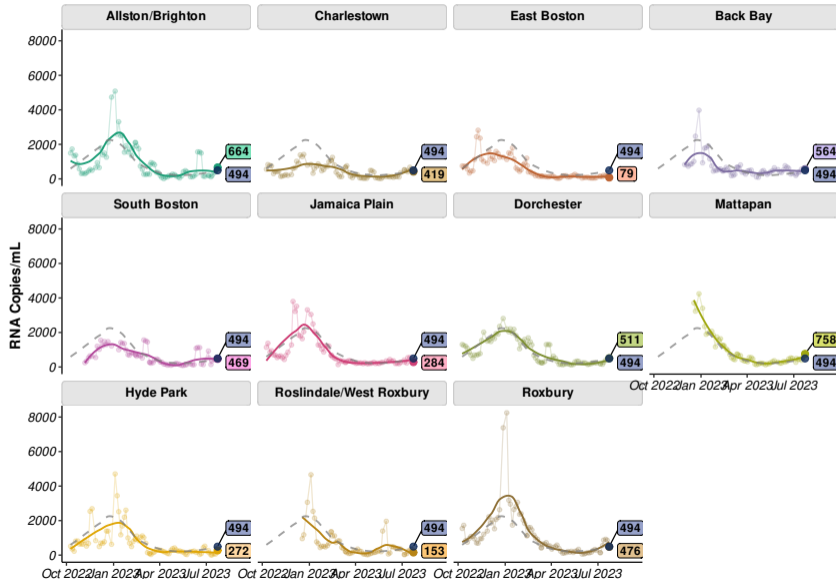 Allston/Brighton
Charlestown
East Boston
Back Bay
8000
6000
4000
2000
0
664
494
494
419
494
79
564
494
South Boston
Jamaica Plain
Dorchester
Mattapan
RNA Copies/mL
8000
6000
4000
2000
0
494
469
494
284
511
494
758
494
Oct 2022 Jan 2023 Apr 2023 Jul 2023
Hyde Park
Roslindale/West Roxbury
Roxbury
8000
6000
4000
2000
0
494
272
494
153
494
476
Oct 2022 Jan 2023 Apr 2023 Jul 2023
Oct 2022 Jan 2023 Apr 2023 Jul 2023
Oct 2022 Jan 2023 Apr 2023 Jul 2023